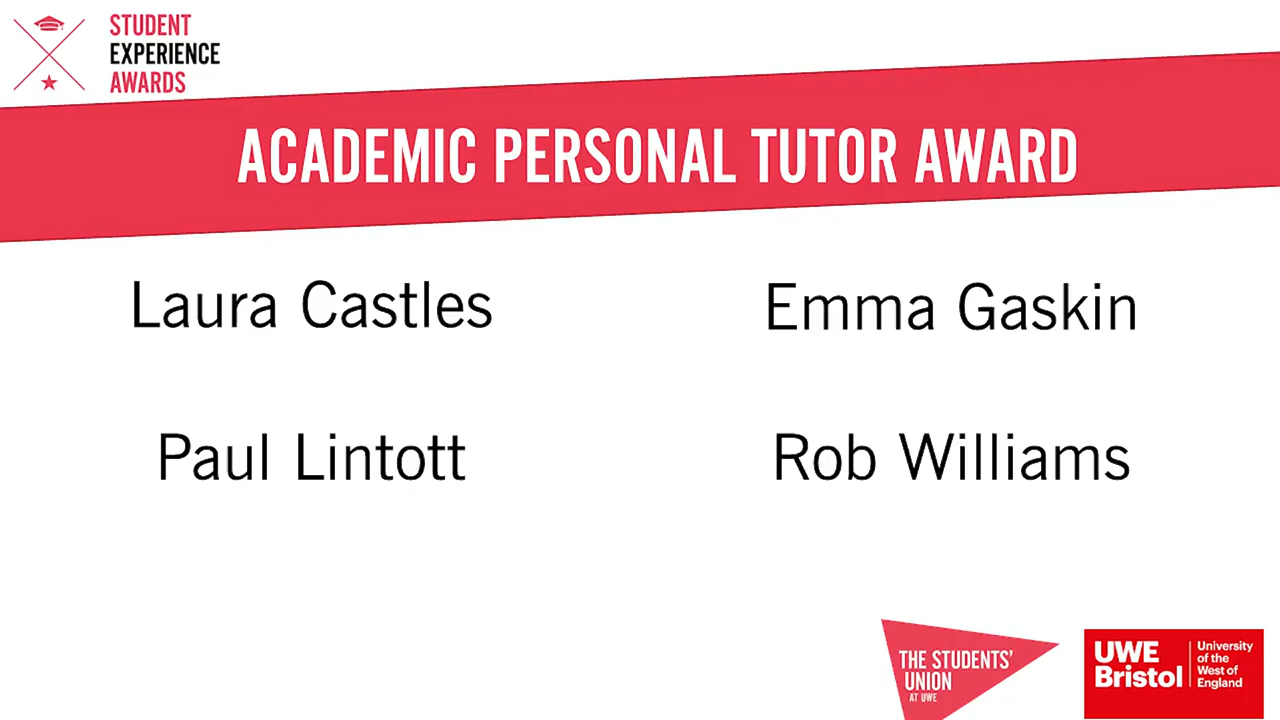 STUDENT
EXPERIENCE
AWARDS
ACADEMIC PERSONAL TUTOR AWARD
Laura Castles
Emma Gaskin
Paul Lintott
Rob Williams
THE STUDENTS'
UNION
AT UWE
UWE
Bristol
University
of the
West of
England